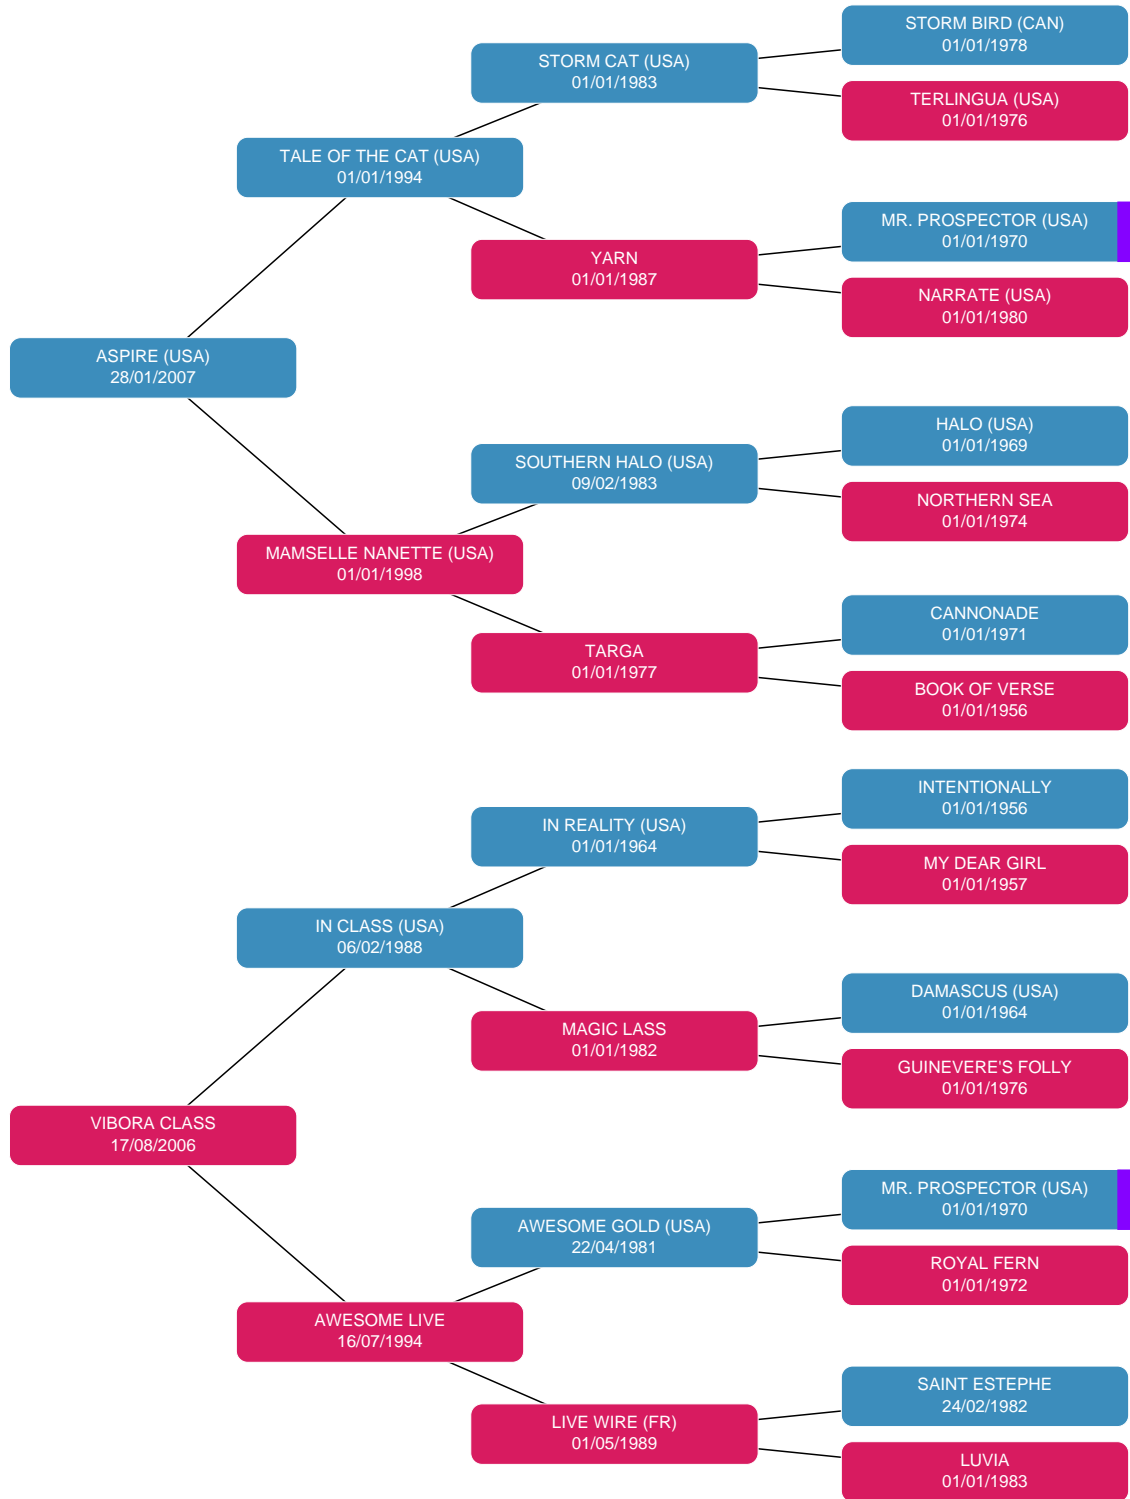 STORM BIRD (CAN)
01/01/1978
STORM CAT (USA)
01/01/1983
TERLINGUA (USA)
01/01/1976
TALE OF THE CAT (USA)
01/01/1994
MR. PROSPECTOR (USA)
01/01/1970
YARN
01/01/1987
NARRATE (USA)
01/01/1980
ASPIRE (USA)
28/01/2007
HALO (USA)
01/01/1969
SOUTHERN HALO (USA)
09/02/1983
NORTHERN SEA
01/01/1974
MAMSELLE NANETTE (USA)
01/01/1998
CANNONADE
01/01/1971
TARGA
01/01/1977
BOOK OF VERSE
01/01/1956
INTENTIONALLY
01/01/1956
IN REALITY (USA)
01/01/1964
MY DEAR GIRL
01/01/1957
IN CLASS (USA)
06/02/1988
DAMASCUS (USA)
01/01/1964
MAGIC LASS
01/01/1982
GUINEVERE'S FOLLY
01/01/1976
VIBORA CLASS
17/08/2006
MR. PROSPECTOR (USA)
01/01/1970
AWESOME GOLD (USA)
22/04/1981
ROYAL FERN
01/01/1972
AWESOME LIVE
16/07/1994
SAINT ESTEPHE
24/02/1982
LIVE WIRE (FR)
01/05/1989
LUVIA
01/01/1983